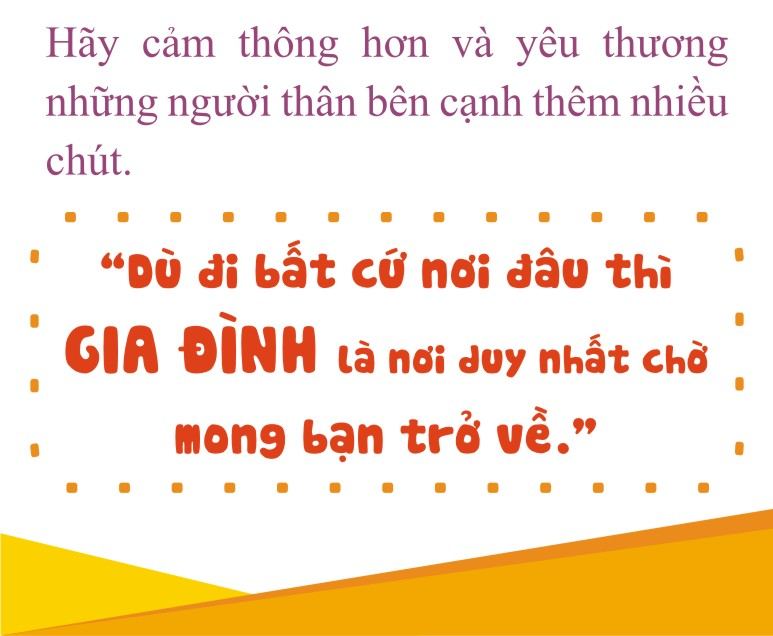 Hãy cảm thông hơn và yêu thương
những người thân bên cạnh thêm nhiều
chút.
“Dù đi bất cứ nơi đâu thì
GIA ĐÌNH là nơi duy nhất chờ
mong bạn trở về.”